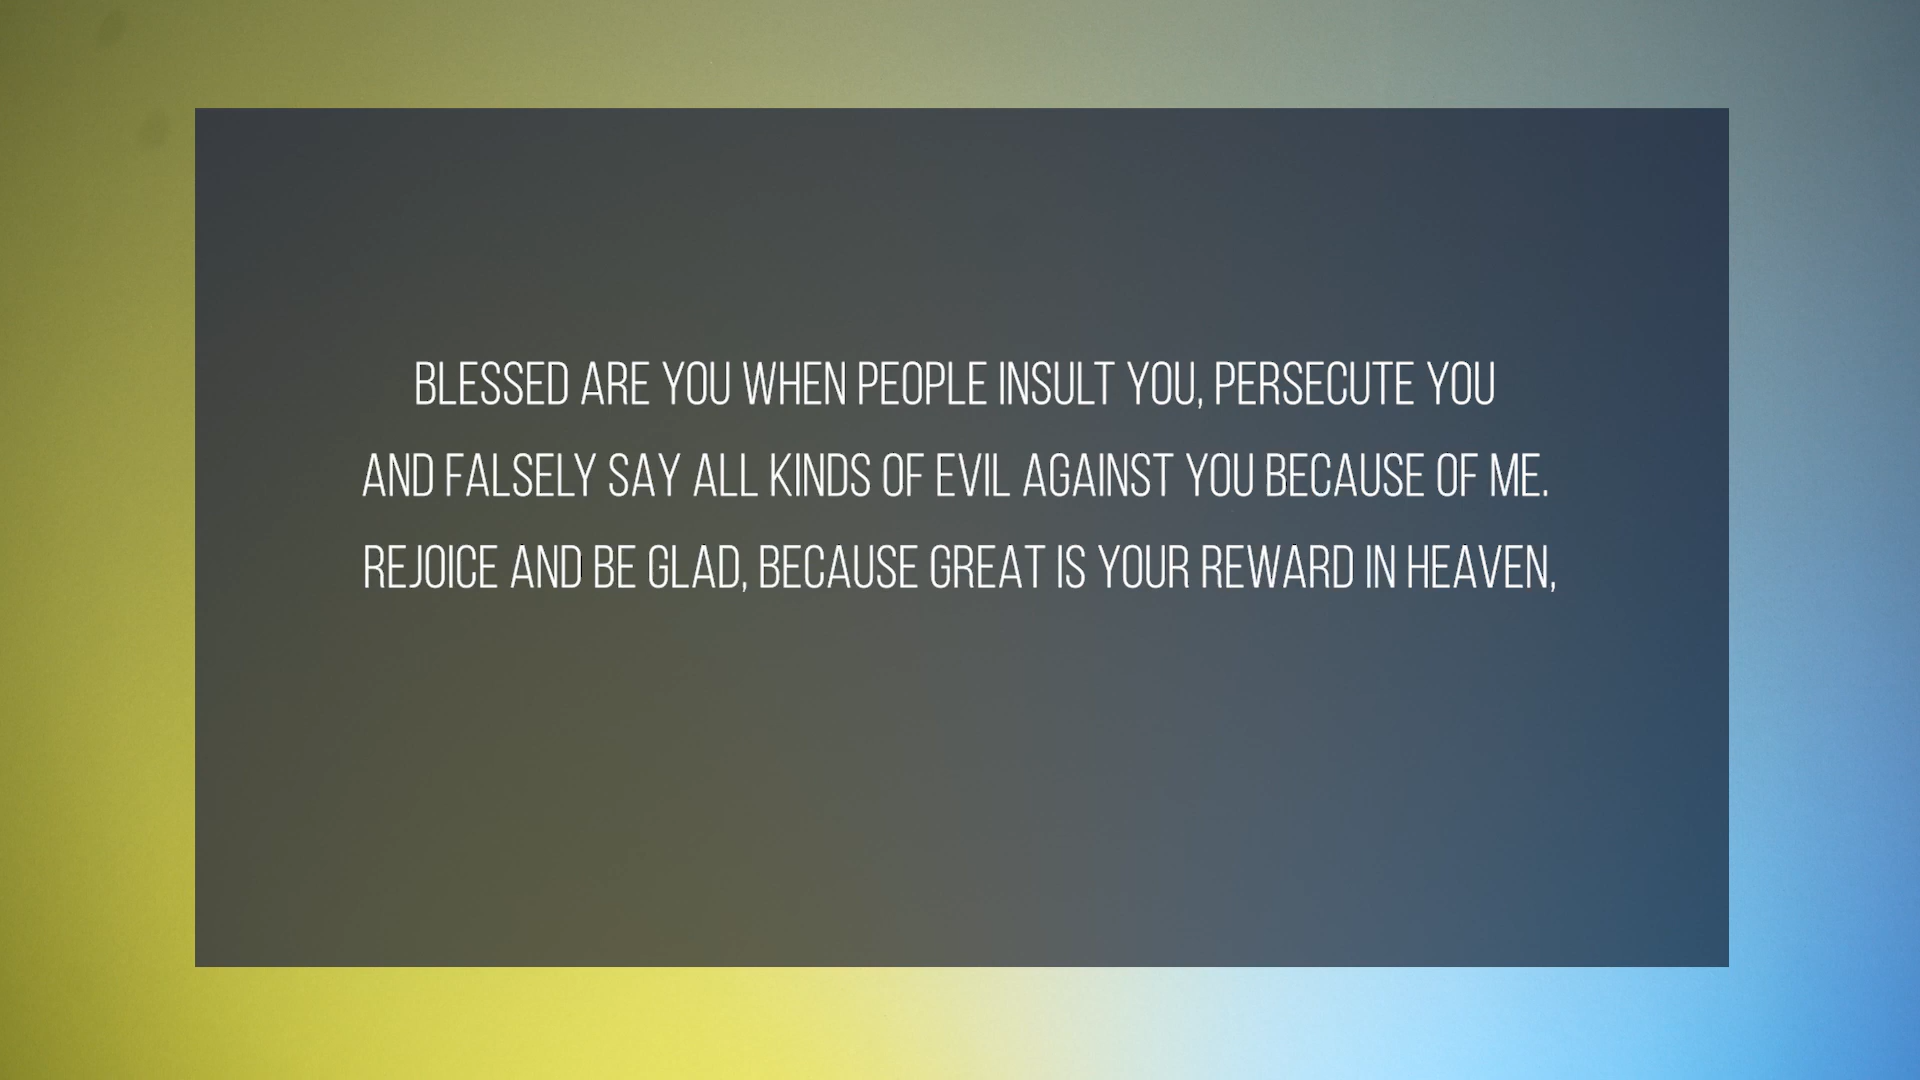 BLESSED ARE YOU WHEN PEOPLE INSULT YOU, PERSECUTE YOU
AND FALSELY SAY ALL KINDS OF EVIL AGAINST YOU BECAUSE OF ME.
REJOICE AND BE GLAD, BECAUSE GREAT IS YOUR REWARD IN HEAVEN,